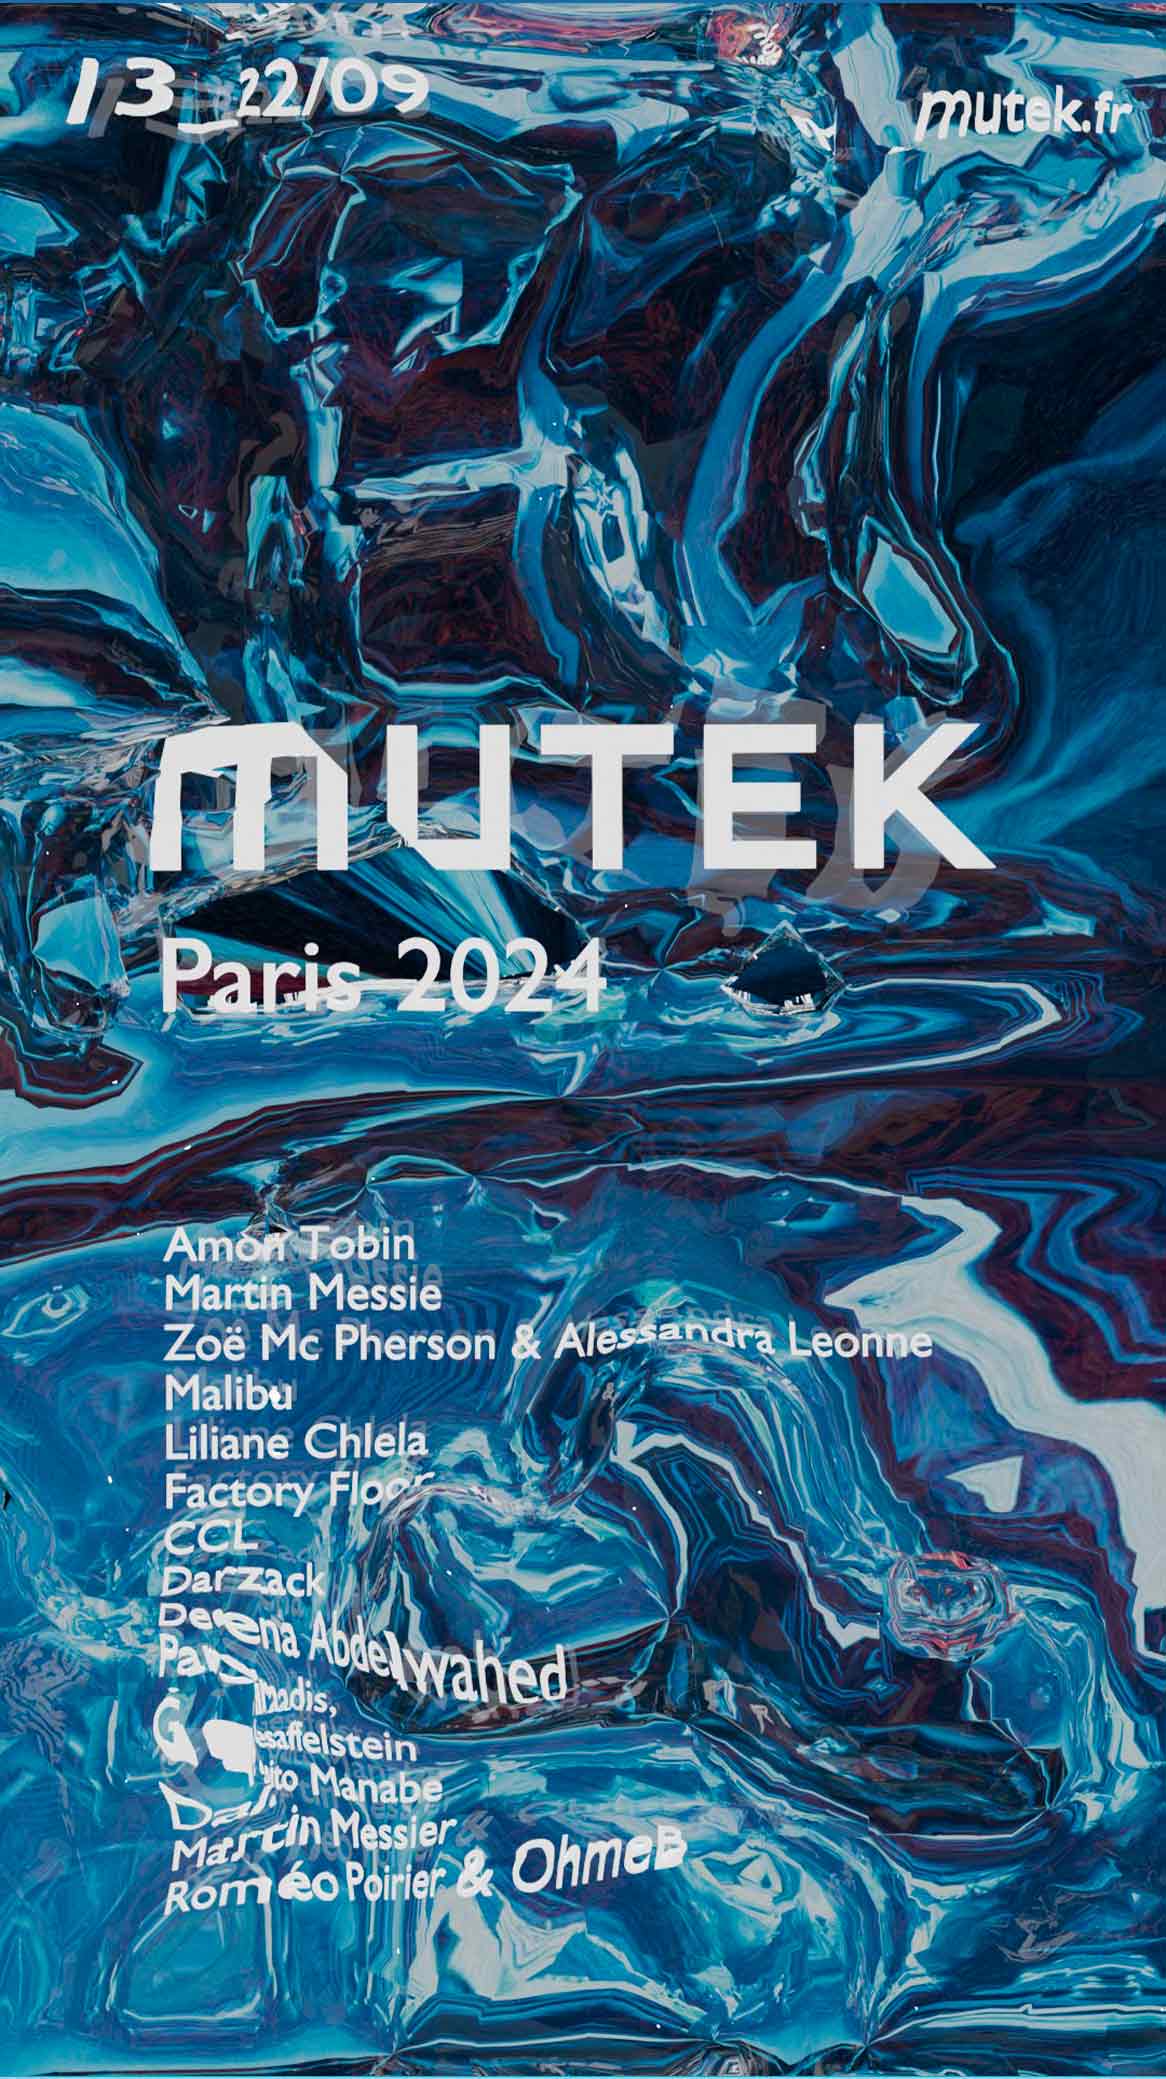 13_22/09
mutek.fr
MUTEK
Paris 2024
Amon Tobin
Martin Messie
Zoë Mc Pherson & Alessandra Leonne
Malibu
Liliane Chlela
Factory Floor
CCL
Darzack
Deena Abdelwahed
Manabe
Martin Messier
Roméo Poirier & OhmeB